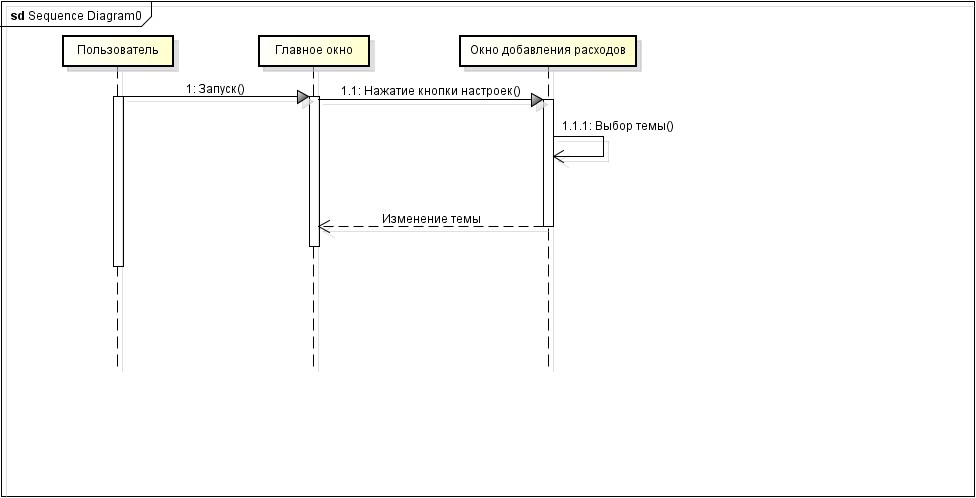 sd Sequence Diagram0
Пользователь
Главное окно
Окно добавления расходов
1: Запуск()
1.1: Нажатие кнопки настроек()
1.1.1: Выбор темы()
Изменение темы